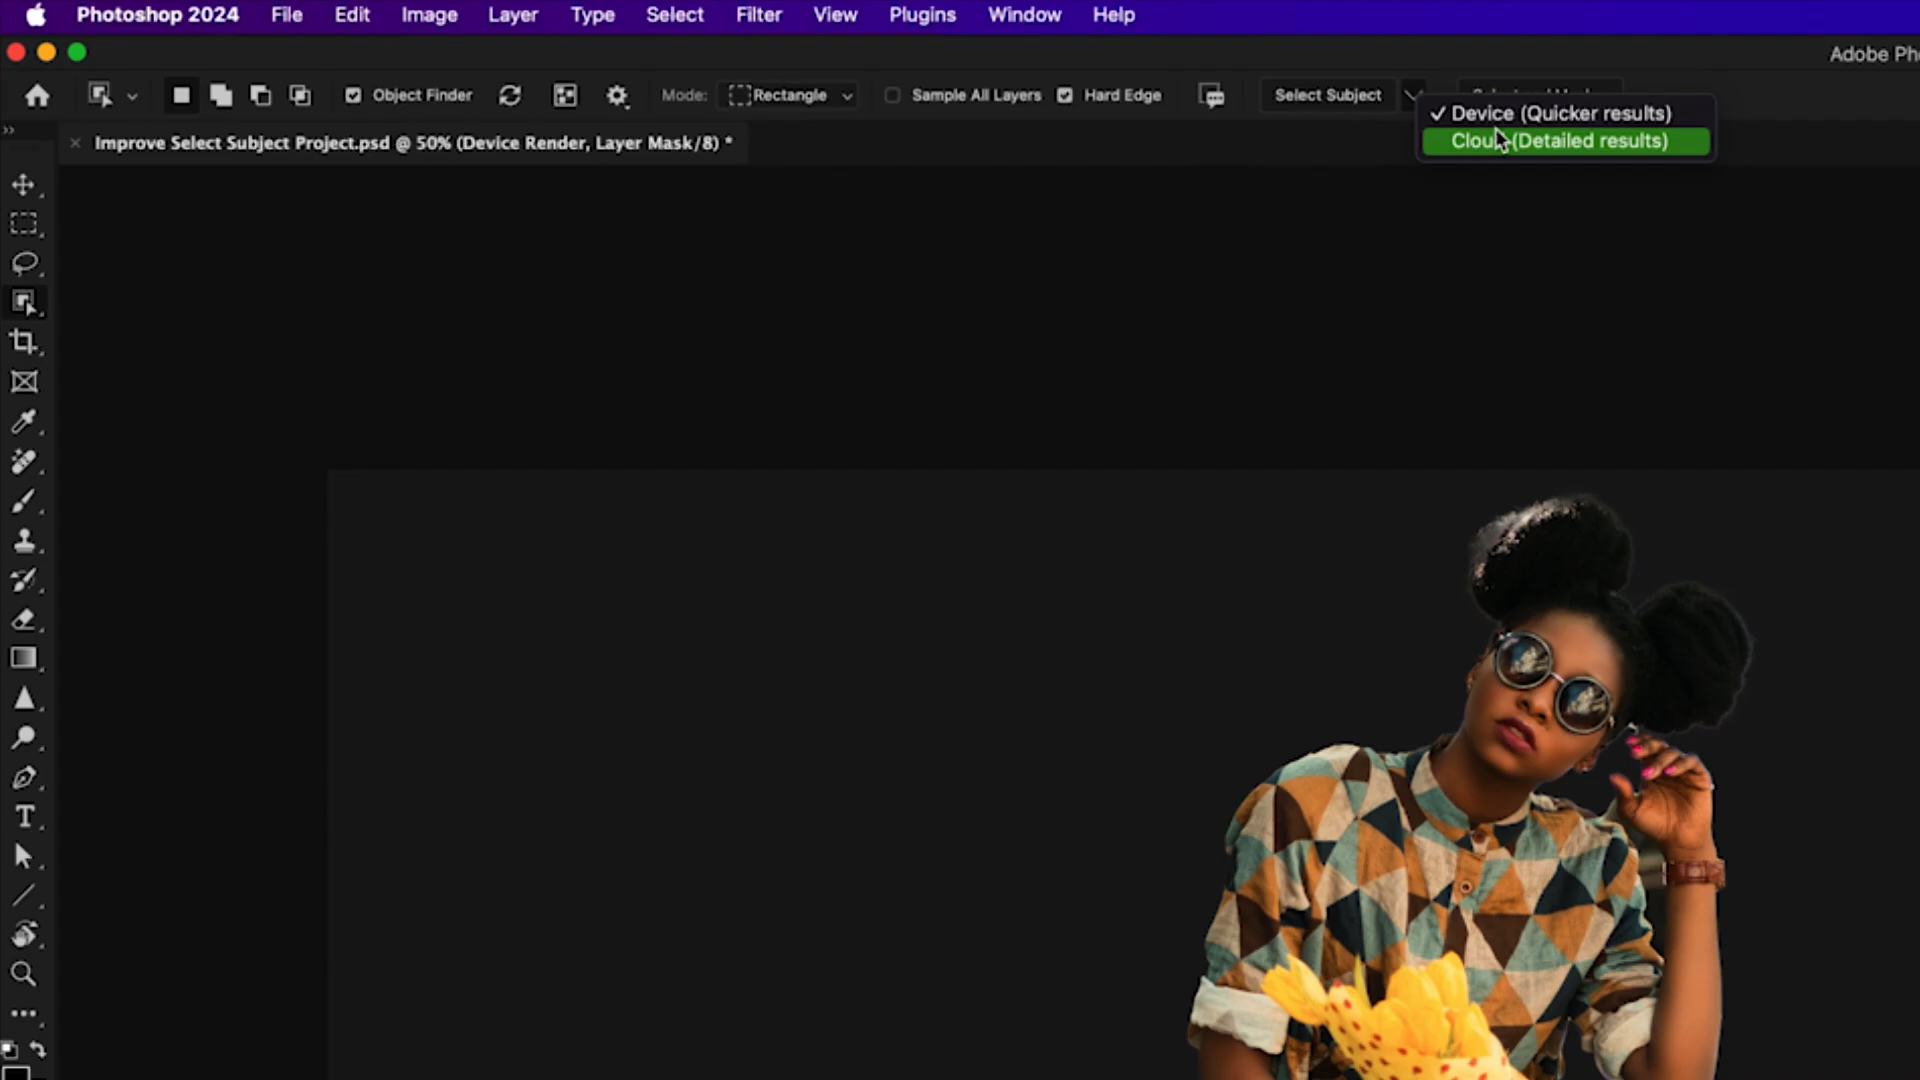 Photoshop 2024 File Edit Image Layer Type Select Filter View Plugins Window Help
Adobe Pho
Object Finder Mode: Rectangle Sample All Layers Hard Edge Select Subject
Device (Quicker results)
Cloud (Detailed results)
Improve Select Subject Project.psd @ 50% (Device Render, Layer Mask/8) *